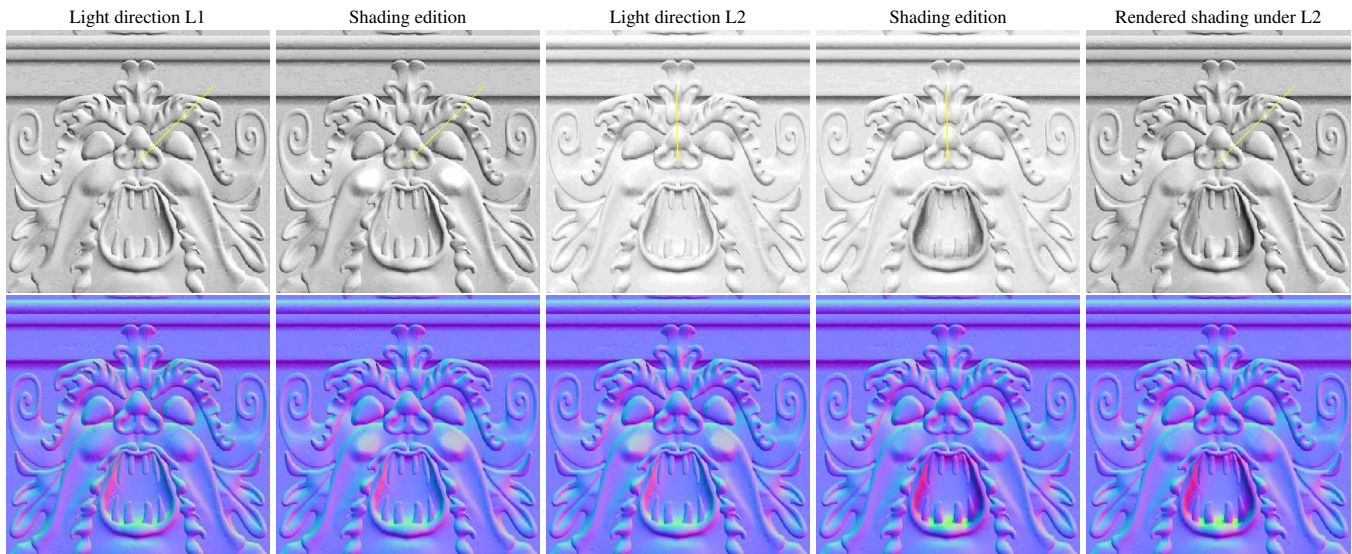 Light direction L1
Shading edition
Light direction L2
Shading edition
Rendered shading under L2